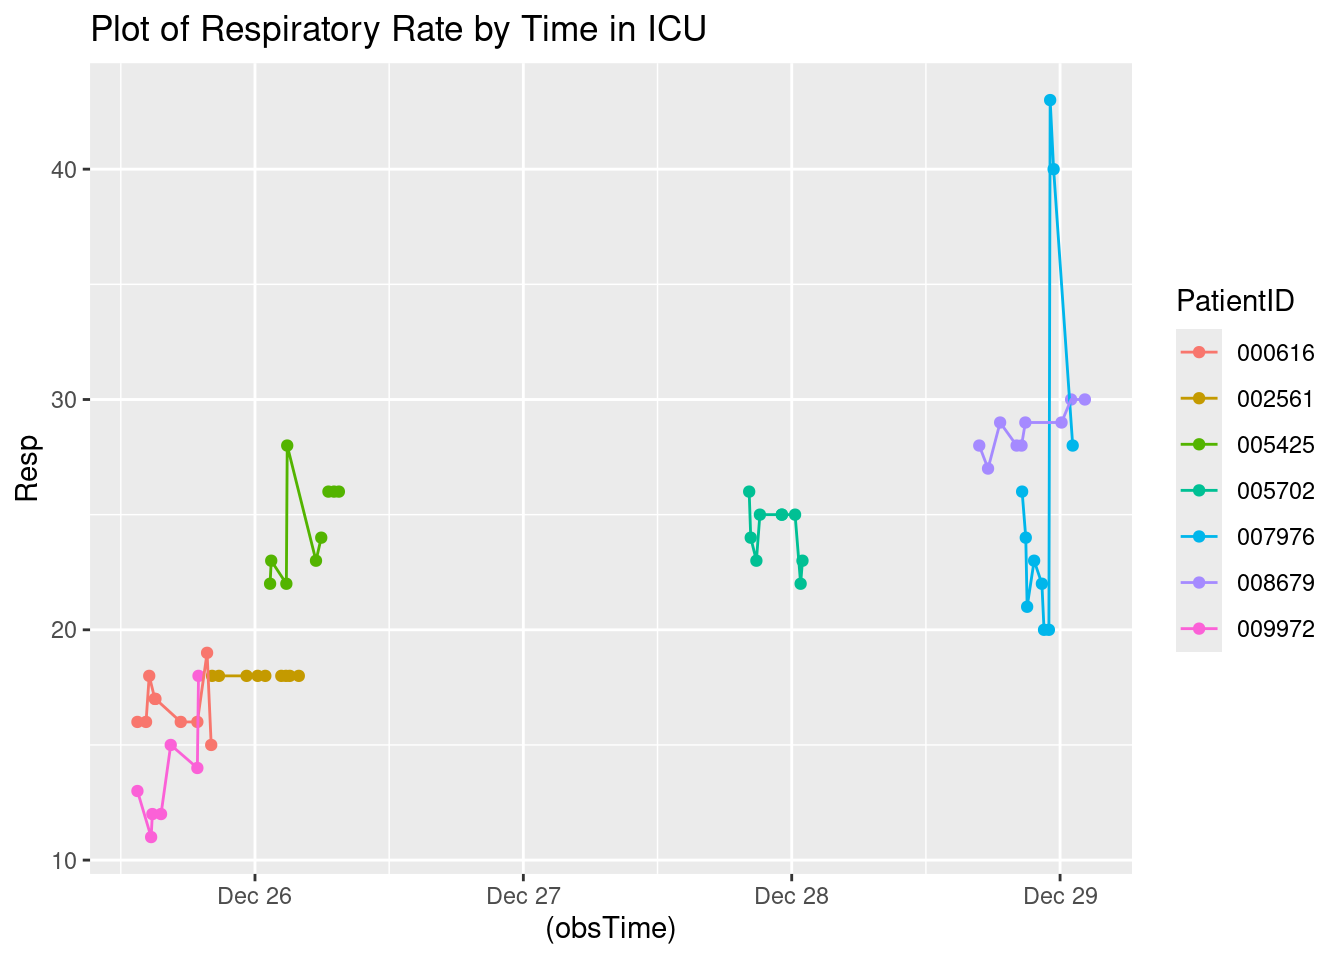 Plot of Respiratory Rate by Time in ICU
Resp
40
30
20
10
Dec 26
Dec 27
Dec 28
Dec 29
(obsTime)
PatientID
000616
002561
005425
005702
007976
008679
009972